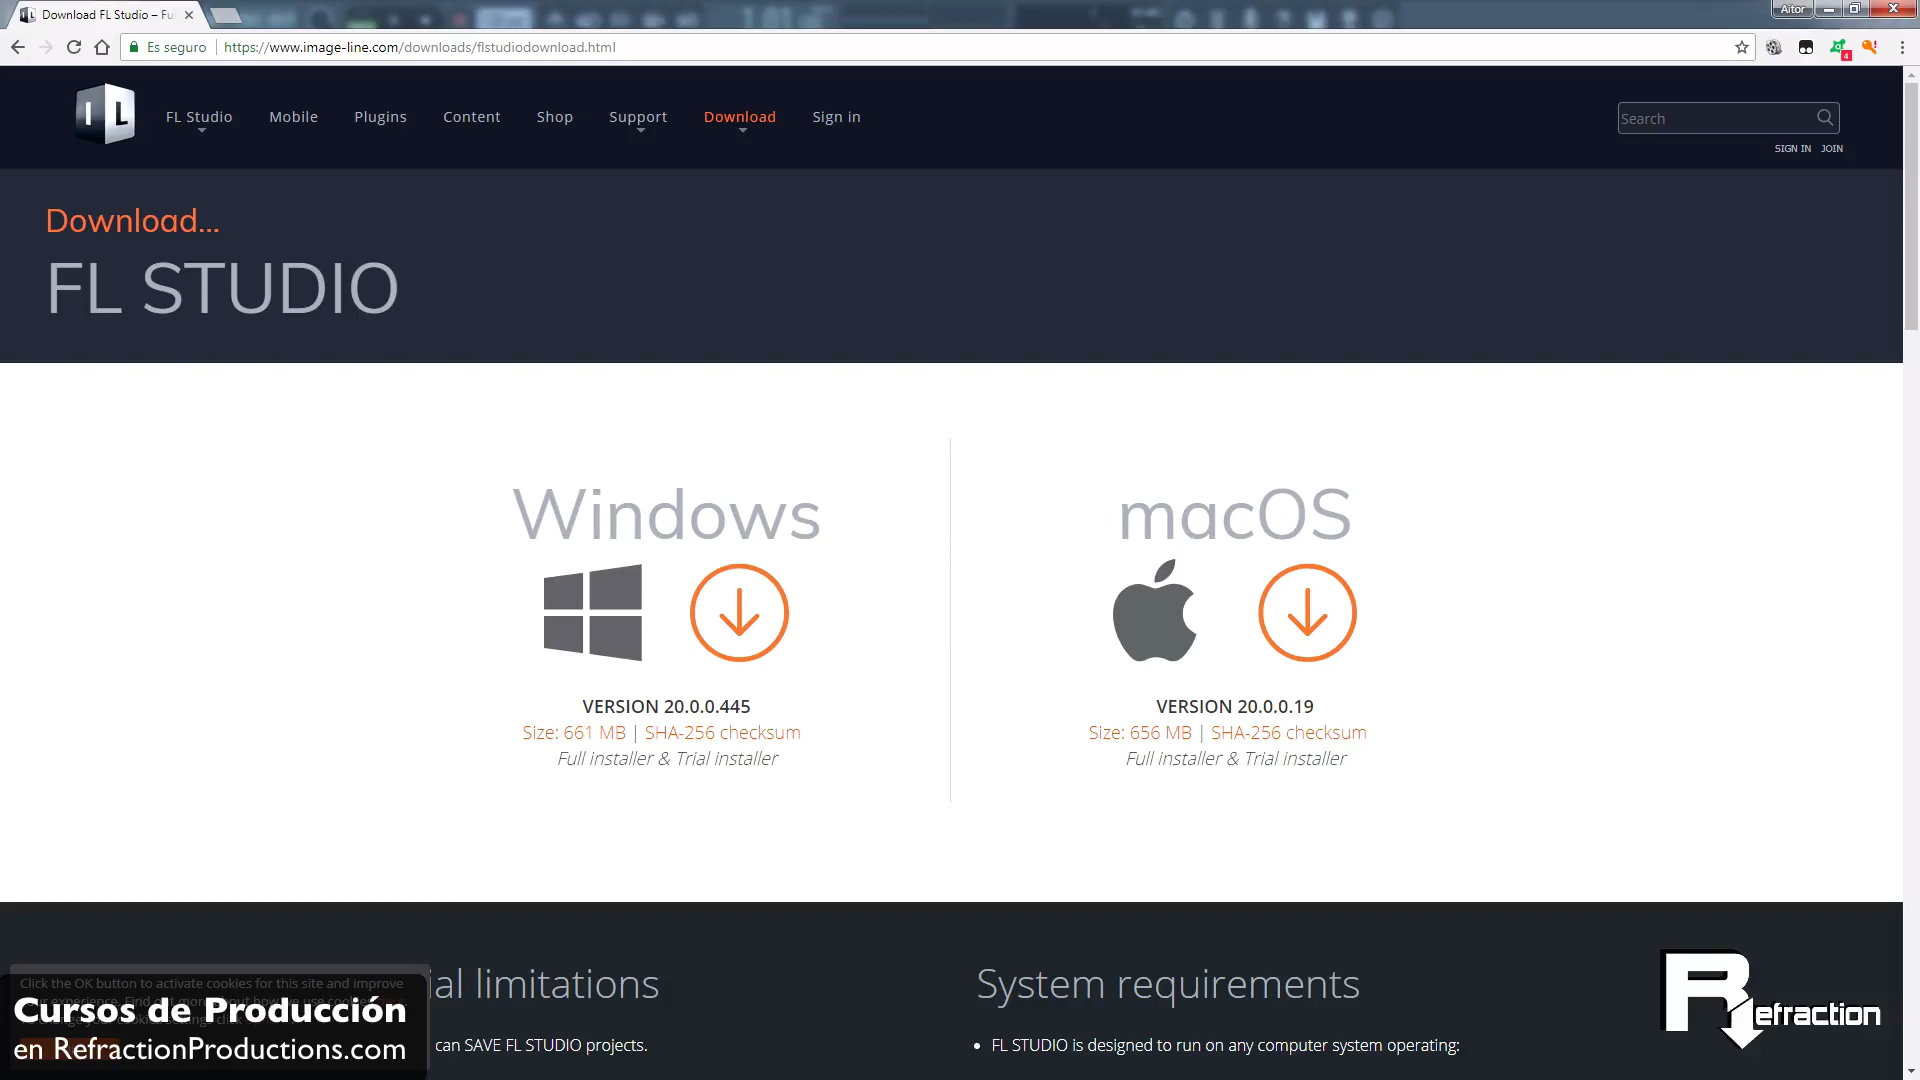 Download FL Studio – Fu
Aitor
Es seguro
https://www.image-line.com/downloads/flstudiodownload.html
4
IL
FL Studio
Mobile
Plugins
Content
Shop
Support
Download
Sign in
Search
SIGN IN JOIN
Download...
FL STUDIO
Windows
VERSION 20.0.0.445
Size: 661 MB | SHA-256 checksum
Full installer & Trial installer
macOS
VERSION 20.0.0.19
Size: 656 MB | SHA-256 checksum
Full installer & Trial installer
ial limitations
can SAVE FL STUDIO projects.
System requirements
• FL STUDIO is designed to run on any computer system operating:
Click the OK button to activate cookies for this site and improve
Cursos de Producción
en RefractionProductions.com
Refraction